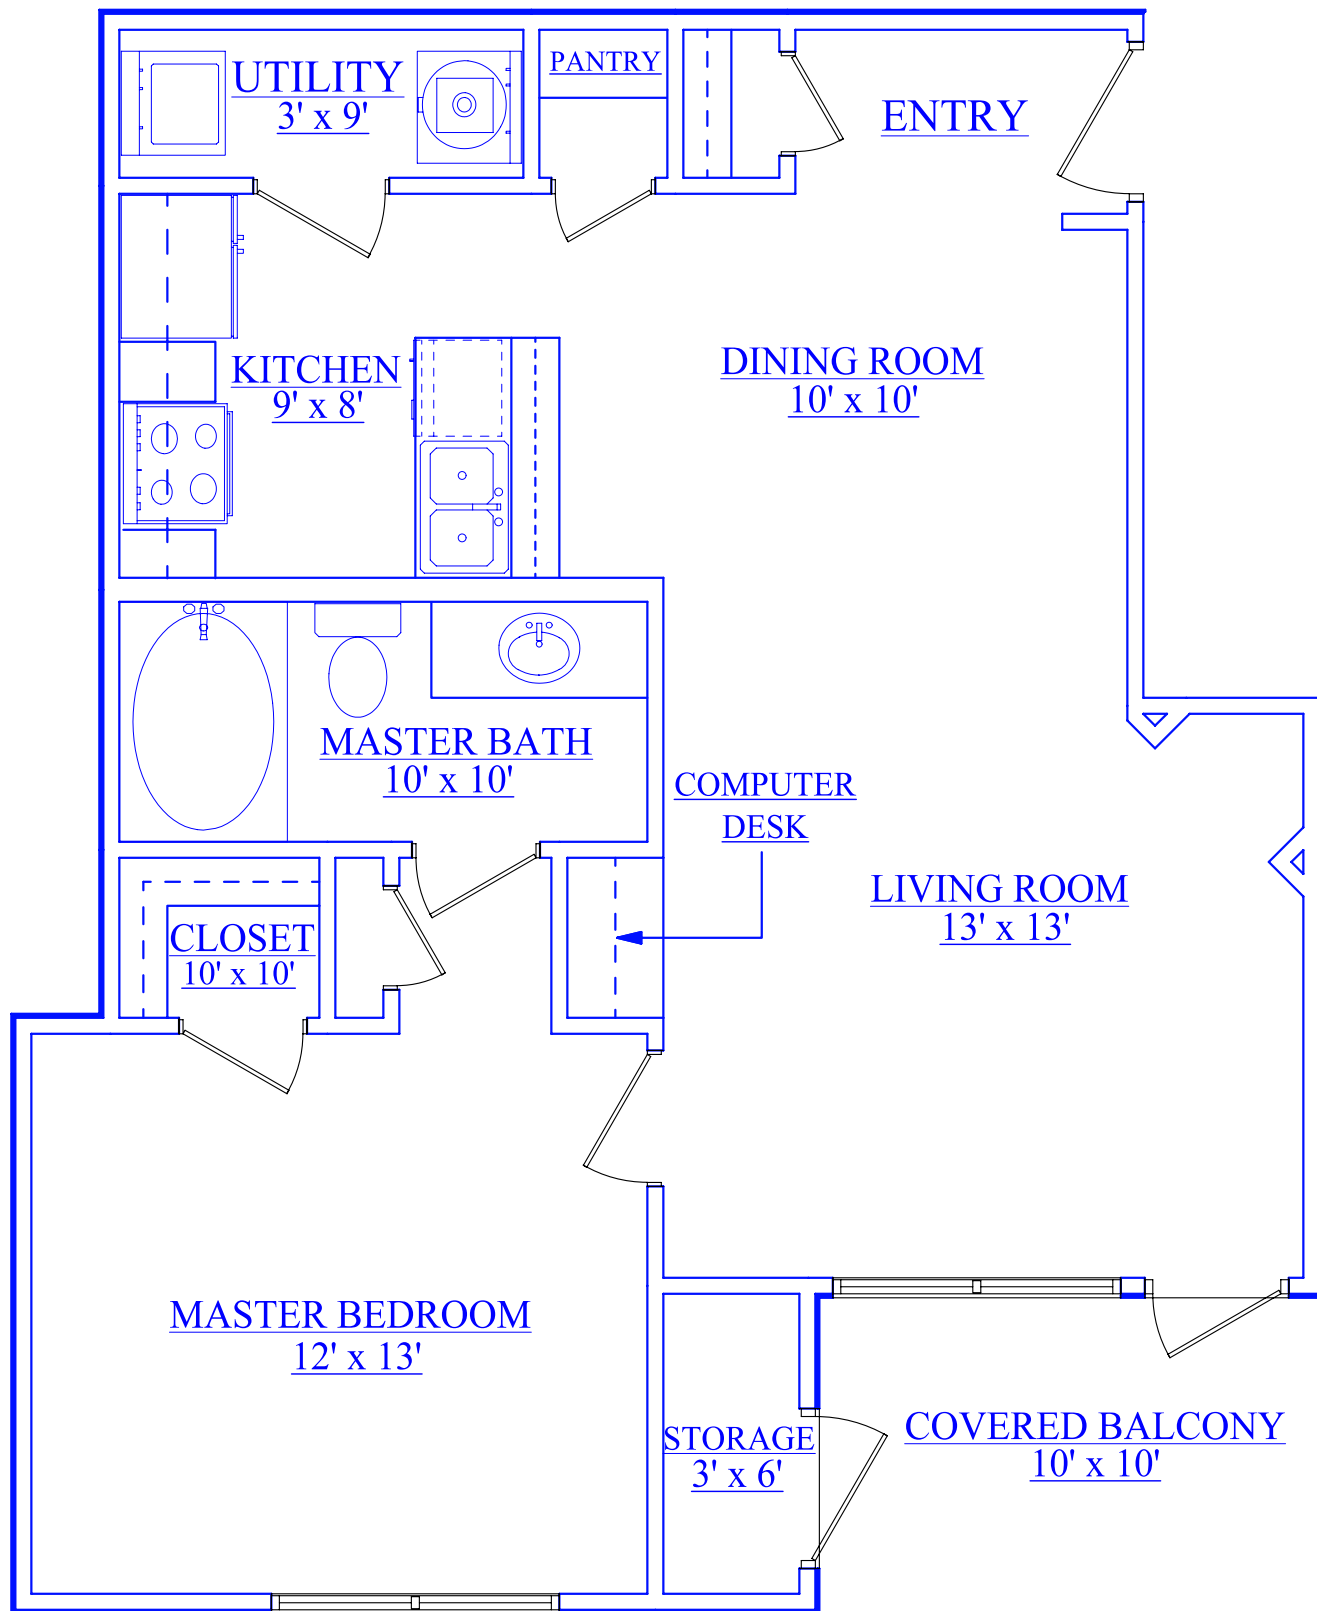 PANTRY
UTILITY
3' x 9'
ENTRY
KITCHEN
9' x 8'
DINING ROOM
10' x 10'
MASTER BATH
10' x 10'
COMPUTER
DESK
LIVING ROOM
13' x 13'
CLOSET
10' x 10'
MASTER BEDROOM
12' x 13'
STORAGE
3' x 6'
COVERED BALCONY
10' x 10'